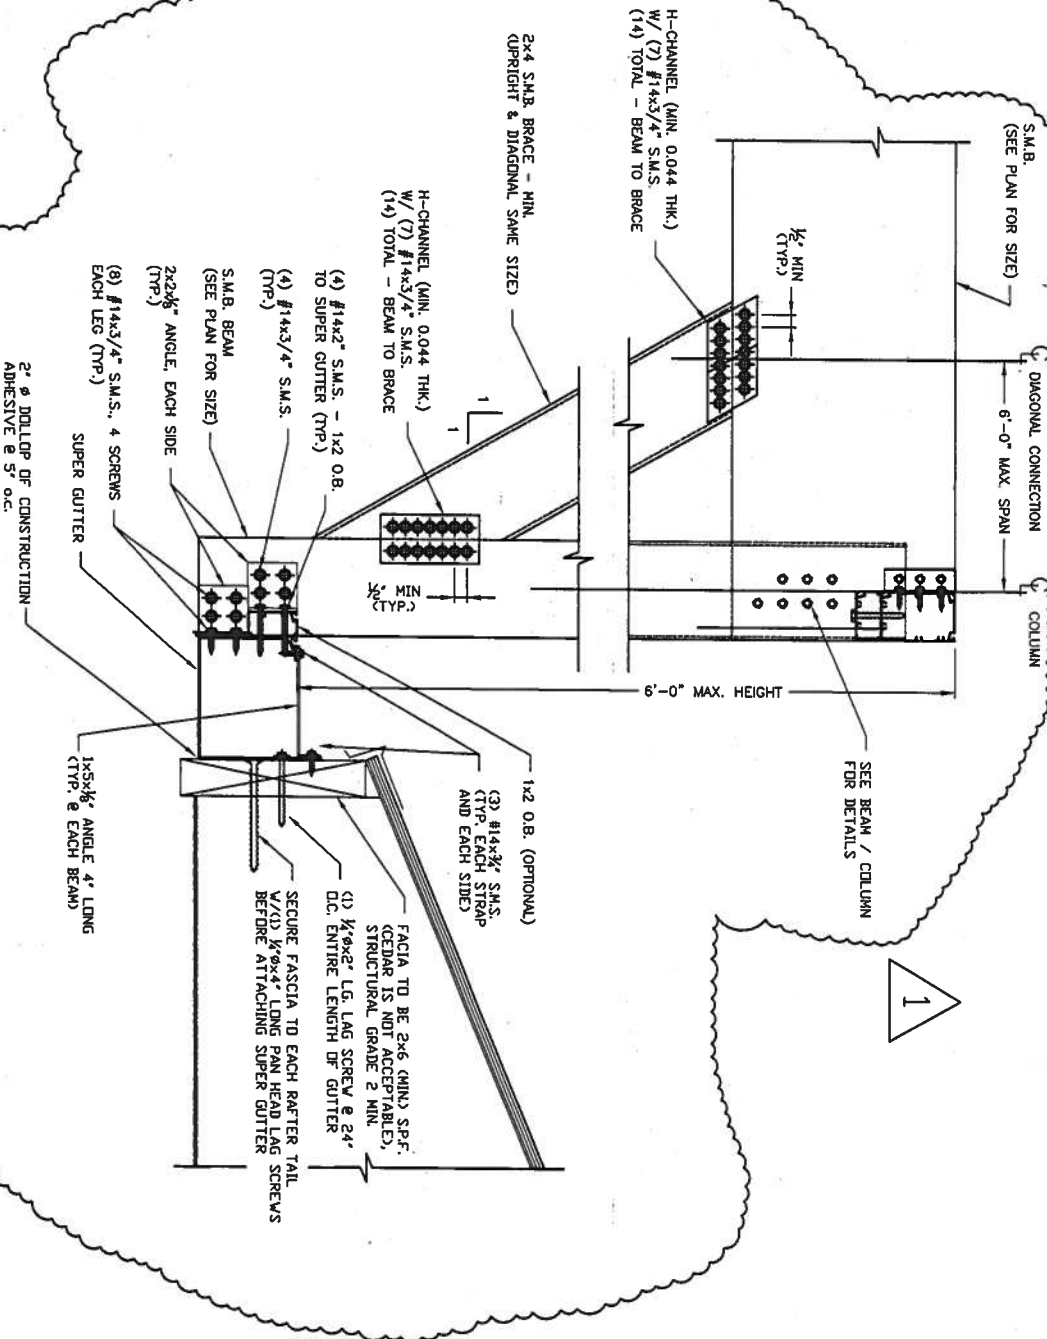 S.M.B.
(SEE PLAN FOR SIZE)
DIAGONAL CONNECTION
6'-0" MAX. SPAN
COLUMN
H-CHANNEL (MIN. 0.044 THK.)
W/ (7) #14x3/4" S.M.S.
(14) TOTAL - BEAM TO BRACE
½" MIN
(TYP.)
2x4 S.M.B. BRACE - MIN.
(UPRIGHT & DIAGONAL SAME SIZE)
H-CHANNEL (MIN. 0.044 THK.)
W/ (7) #14x3/4" S.M.S.
(14) TOTAL - BEAM TO BRACE
1
1
½" MIN
(TYP.)
6'-0" MAX. HEIGHT
SEE BEAM / COLUMN
FOR DETAILS
1
(4) #14x2" S.M.S. - 1x2 O.B.
TO SUPER GUTTER (TYP.)
(4) #14x3/4" S.M.S.
(TYP.)
S.M.B. BEAM
(SEE PLAN FOR SIZE)
2x2x⅛" ANGLE, EACH SIDE
(TYP.)
(8) #14x3/4" S.M.S., 4 SCREWS
EACH LEG (TYP.)
SUPER GUTTER
2" ø DOLLOP OF CONSTRUCTION
ADHESIVE @ 5" o.c.
1x2 O.B. (OPTIONAL)
(3) #14x¾" S.M.S.
(TYP. EACH STRAP
AND EACH SIDE)
FACIA TO BE 2x6 (MIN.) S.P.F.
(CEDAR IS NOT ACCEPTABLE),
STRUCTURAL GRADE 2 MIN.
(1) ¼"øx2" LG. LAG SCREW @ 24"
O.C. ENTIRE LENGTH OF GUTTER
SECURE FASCIA TO EACH RAFTER TAIL
W/(1) ¼"øx4" LONG PAN HEAD LAG SCREWS
BEFORE ATTACHING SUPER GUTTER
1x5x⅛" ANGLE 4" LONG
(TYP. @ EACH BEAM)